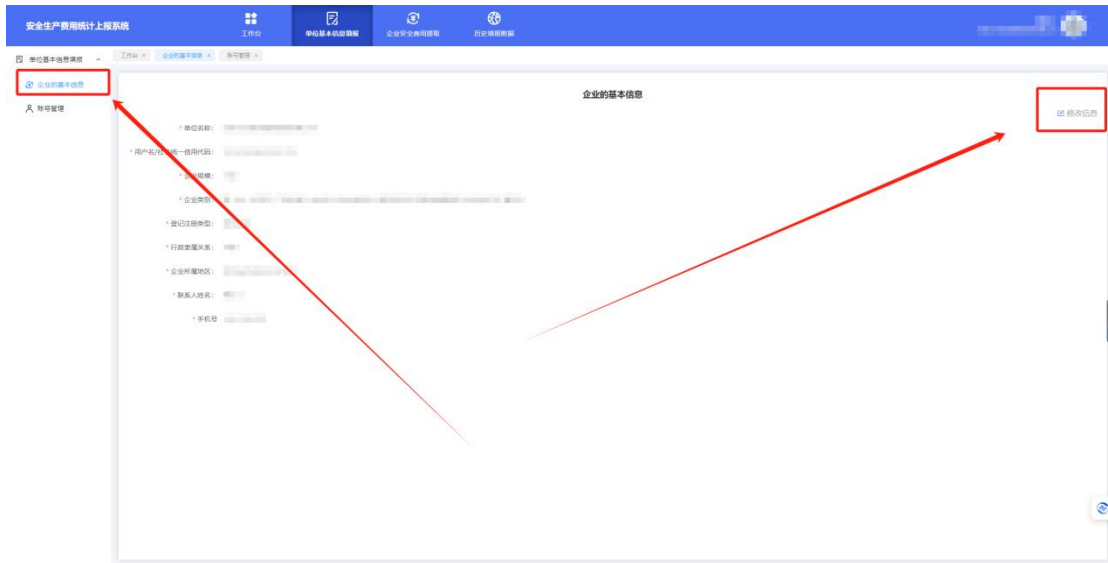 安全生产费用统计上报系统
工作台
单位基本信息填报
企业安全费用提取
历史填报数据
单位基本信息填报
工作台 × 企业的基本信息 × 账号管理 ×
企业的基本信息
账号管理
企业的基本信息
修改信息
* 单位名称:
* 用户名/社会统一信用代码:
* 企业规模:
* 企业类别:
* 登记注册类型:
* 行政隶属关系:
* 企业所属地区:
* 联系人姓名:
* 手机号